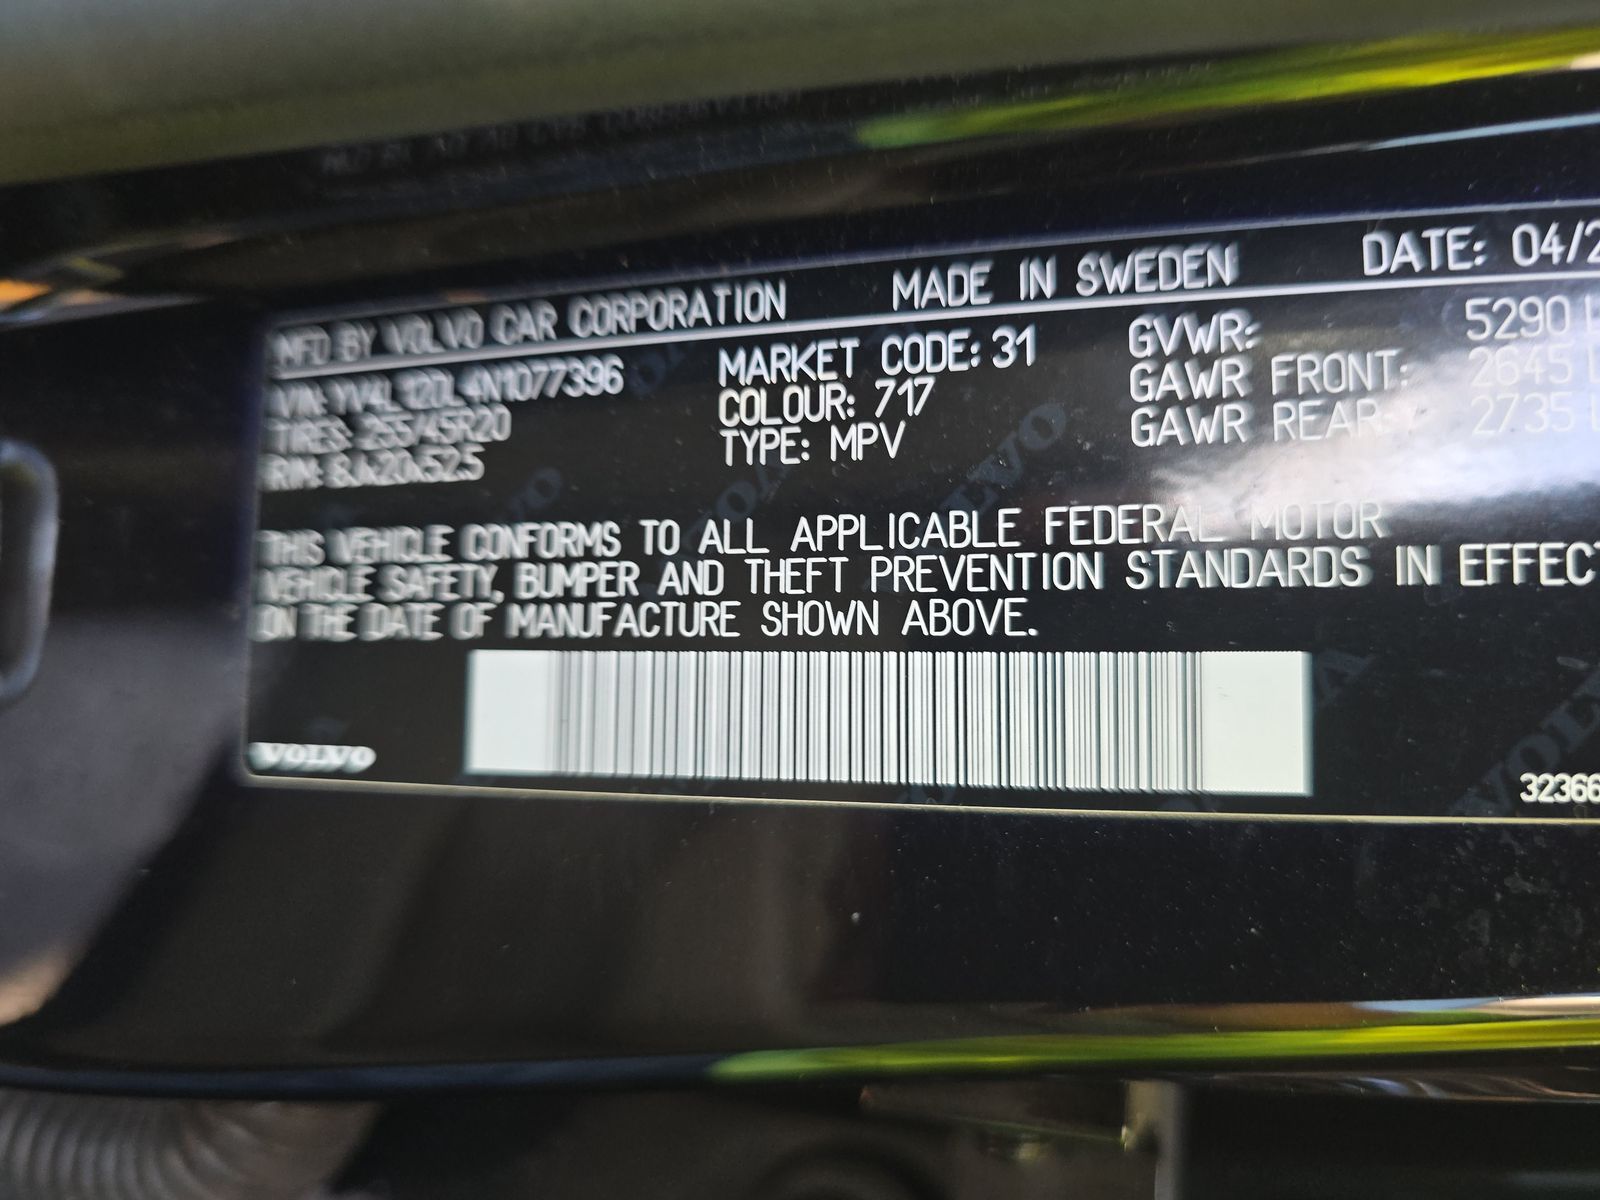 MFD BY VOLVO CAR CORPORATION MADE IN SWEDEN DATE: 04/2
VIN: YV4L12DL4N1077396 MARKET CODE: 31 GVWR: 5290 L
TIRES: 255/45R20 COLOUR: 717 GAWR FRONT: 2645 L
RIM: 8Jx20x52.5 TYPE: MPV GAWR REAR: 2735 L
THIS VEHICLE CONFORMS TO ALL APPLICABLE FEDERAL MOTOR
VEHICLE SAFETY, BUMPER AND THEFT PREVENTION STANDARDS IN EFFECT
ON THE DATE OF MANUFACTURE SHOWN ABOVE.
VOLVO
32366